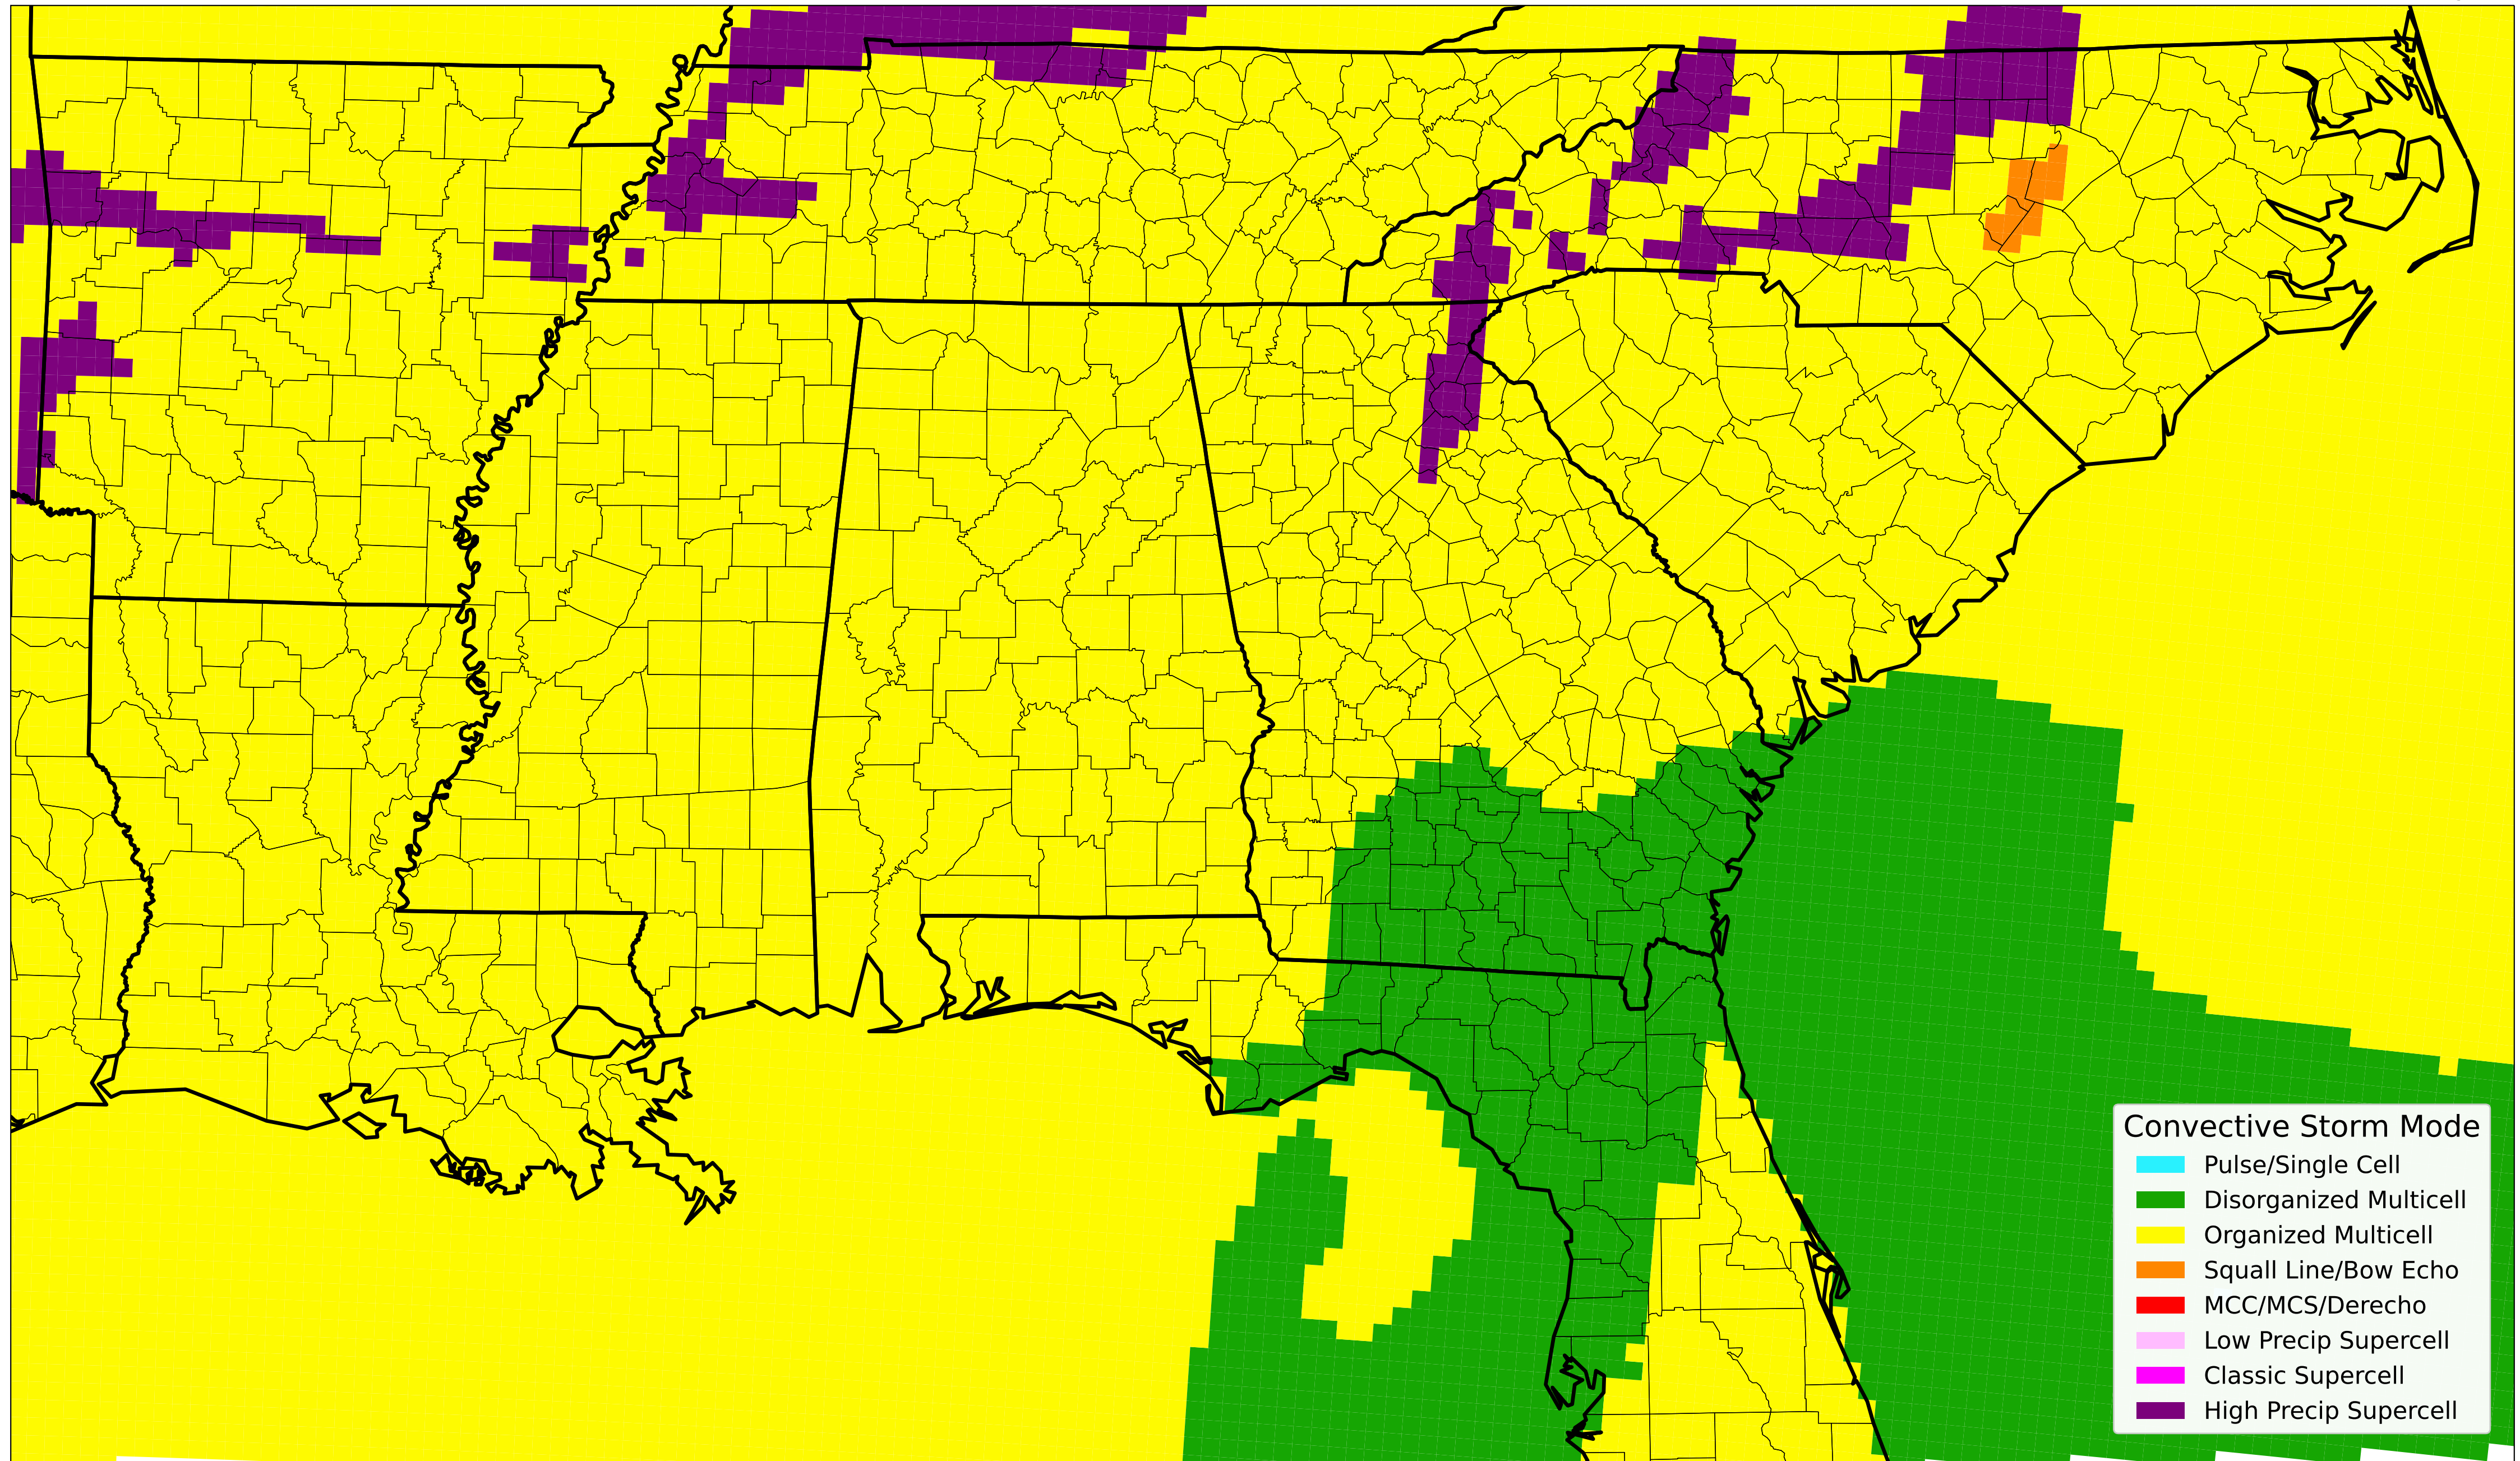 Convective Storm Mode
Pulse/Single Cell
Disorganized Multicell
Organized Multicell
Squall Line/Bow Echo
MCC/MCS/Derecho
Low Precip Supercell
Classic Supercell
High Precip Supercell